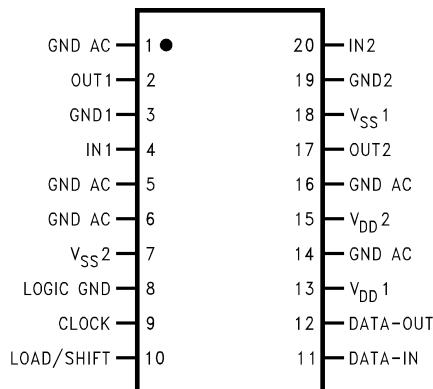 GND AC 1 20 IN2
OUT1 2 19 GND2
GND1 3 18 VSS1
IN1 4 17 OUT2
GND AC 5 16 GND AC
GND AC 6 15 VDD2
VSS2 7 14 GND AC
LOGIC GND 8 13 VDD1
CLOCK 9 12 DATA-OUT
LOAD/SHIFT 10 11 DATA-IN